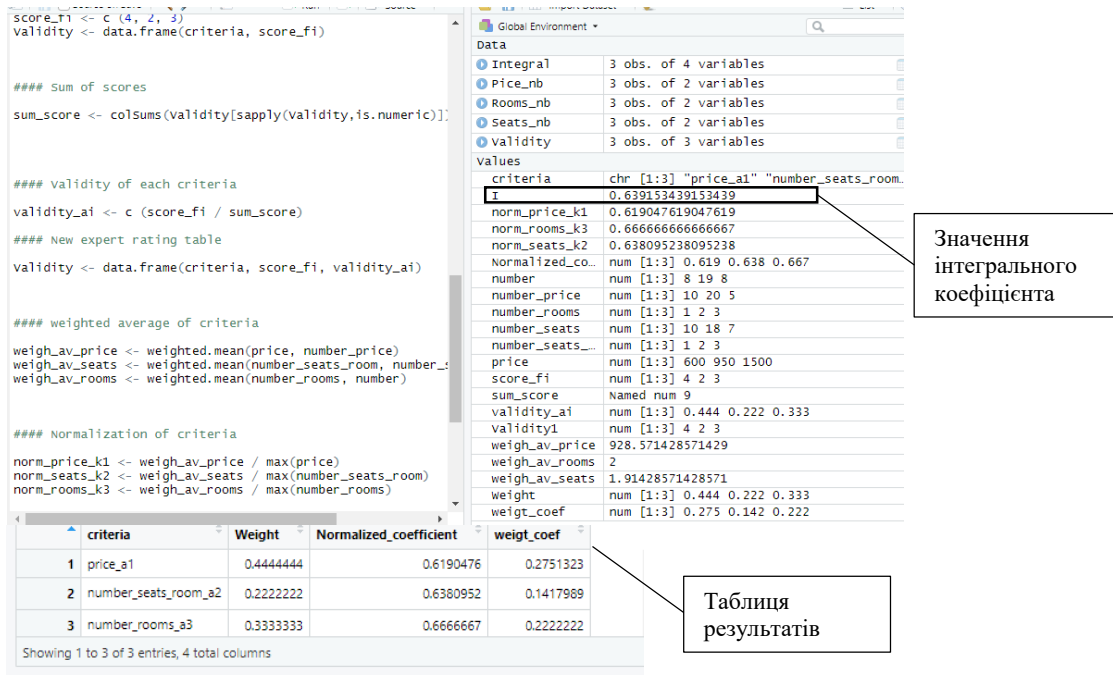 score_fi <- c (4, 2, 3)
Validity <- data.frame(criteria, score_fi)
#### Sum of scores
sum_score <- colSums(Validity[sapply(Validity,is.numeric)])
#### Validity of each criteria
validity_ai <- c (score_fi / sum_score)
#### New expert rating table
Validity <- data.frame(criteria, score_fi, validity_ai)
#### weighted average of criteria
weigh_av_price <- weighted.mean(price, number_price)
weigh_av_seats <- weighted.mean(number_seats_room, number_s
weigh_av_rooms <- weighted.mean(number_rooms, number)
#### Normalization of criteria
norm_price_k1 <- weigh_av_price / max(price)
norm_seats_k2 <- weigh_av_seats / max(number_seats_room)
norm_rooms_k3 <- weigh_av_rooms / max(number_rooms)
Global Environment
Data
Integral 3 obs. of 4 variables
Pice_nb 3 obs. of 2 variables
Rooms_nb 3 obs. of 2 variables
Seats_nb 3 obs. of 2 variables
Validity 3 obs. of 3 variables
Values
criteria chr [1:3] "price_a1" "number_seats_room…
I 0.639153439153439
norm_price_k1 0.619047619047619
norm_rooms_k3 0.666666666666667
norm_seats_k2 0.638095238095238
Normalized_co… num [1:3] 0.619 0.638 0.667
number num [1:3] 8 19 8
number_price num [1:3] 10 20 5
number_rooms num [1:3] 1 2 3
number_seats num [1:3] 10 18 7
number_seats_… num [1:3] 1 2 3
price num [1:3] 600 950 1500
score_fi num [1:3] 4 2 3
sum_score Named num 9
validity_ai num [1:3] 0.444 0.222 0.333
Validity1 num [1:3] 4 2 3
weigh_av_price 928.571428571429
weigh_av_rooms 2
weigh_av_seats 1.91428571428571
weight num [1:3] 0.444 0.222 0.333
weigt_coef num [1:3] 0.275 0.142 0.222
Значення
інтегрального
коефіцієнта
criteria Weight Normalized_coefficient weigt_coef
1 price_a1 0.4444444 0.6190476 0.2751323
2 number_seats_room_a2 0.2222222 0.6380952 0.1417989
3 number_rooms_a3 0.3333333 0.6666667 0.2222222
Showing 1 to 3 of 3 entries, 4 total columns
Таблиця
результатів